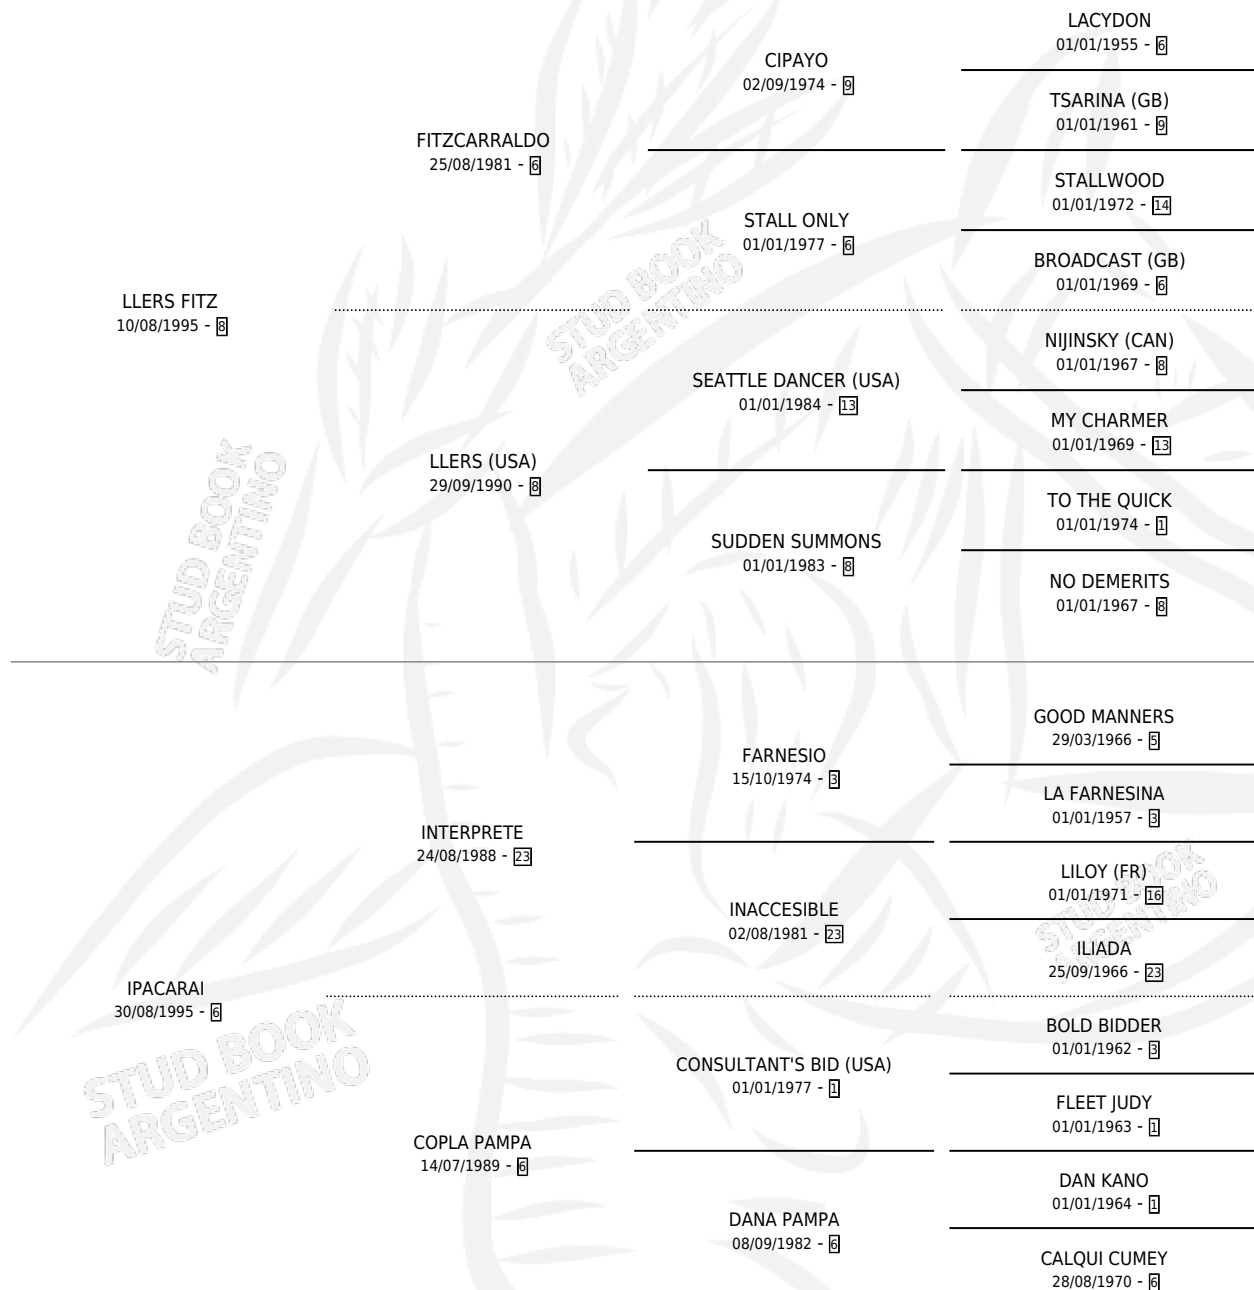 LACYDON
01/01/1955 - 6
CIPAYO
02/09/1974 - 9
TSARINA (GB)
01/01/1961 - 9
FITZCARRALDO
25/08/1981 - 6
STALLWOOD
01/01/1972 - 14
STALL ONLY
01/01/1977 - 6
BROADCAST (GB)
01/01/1969 - 6
LLERS FITZ
10/08/1995 - 8
STUD BOOK
ARGENTINO
NIJINSKY (CAN)
01/01/1967 - 8
SEATTLE DANCER (USA)
01/01/1984 - 13
MY CHARMER
01/01/1969 - 13
LLERS (USA)
29/09/1990 - 8
TO THE QUICK
01/01/1974 - 1
SUDDEN SUMMONS
01/01/1983 - 8
NO DEMERITS
01/01/1967 - 8
STUD BOOK
ARGENTINO
GOOD MANNERS
29/03/1966 - 5
FARNESIO
15/10/1974 - 3
LA FARNESINA
01/01/1957 - 3
INTERPRETE
24/08/1988 - 23
LILOY (FR)
01/01/1971 - 16
INACCESIBLE
02/08/1981 - 23
STUD BOOK
ARGENTINO
ILIADA
25/09/1966 - 23
IPACARAI
30/08/1995 - 6
STUD BOOK
ARGENTINO
BOLD BIDDER
01/01/1962 - 3
CONSULTANT'S BID (USA)
01/01/1977 - 1
FLEET JUDY
01/01/1963 - 1
COPLA PAMPA
14/07/1989 - 6
DAN KANO
01/01/1964 - 1
DANA PAMPA
08/09/1982 - 6
CALQUI CUMEY
28/08/1970 - 6